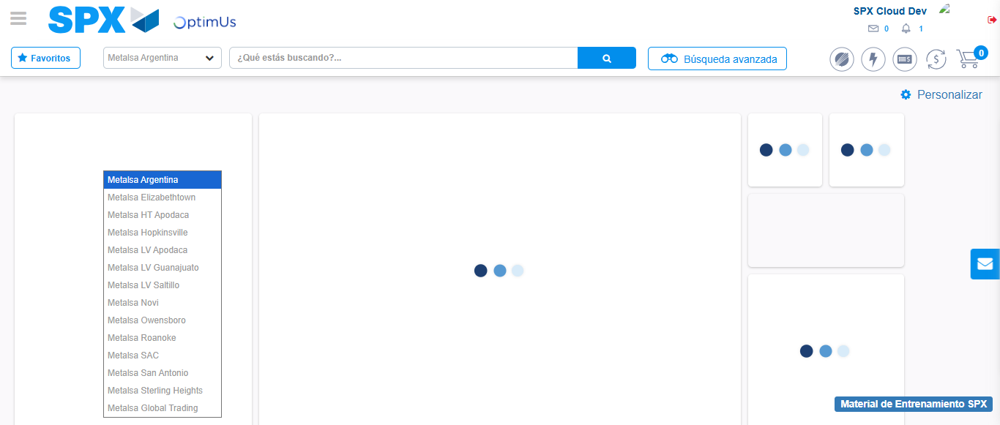 SPX OptimUs
SPX Cloud Dev
0 1
Favoritos
Metalsa Argentina
¿Qué estás buscando?...
Búsqueda avanzada
$
$
0
Personalizar
Metalsa Argentina
Metalsa Elizabethtown
Metalsa HT Apodaca
Metalsa Hopkinsville
Metalsa LV Apodaca
Metalsa LV Guanajuato
Metalsa LV Saltillo
Metalsa Novi
Metalsa Owensboro
Metalsa Roanoke
Metalsa SAC
Metalsa San Antonio
Metalsa Sterling Heights
Metalsa Global Trading
Material de Entrenamiento SPX